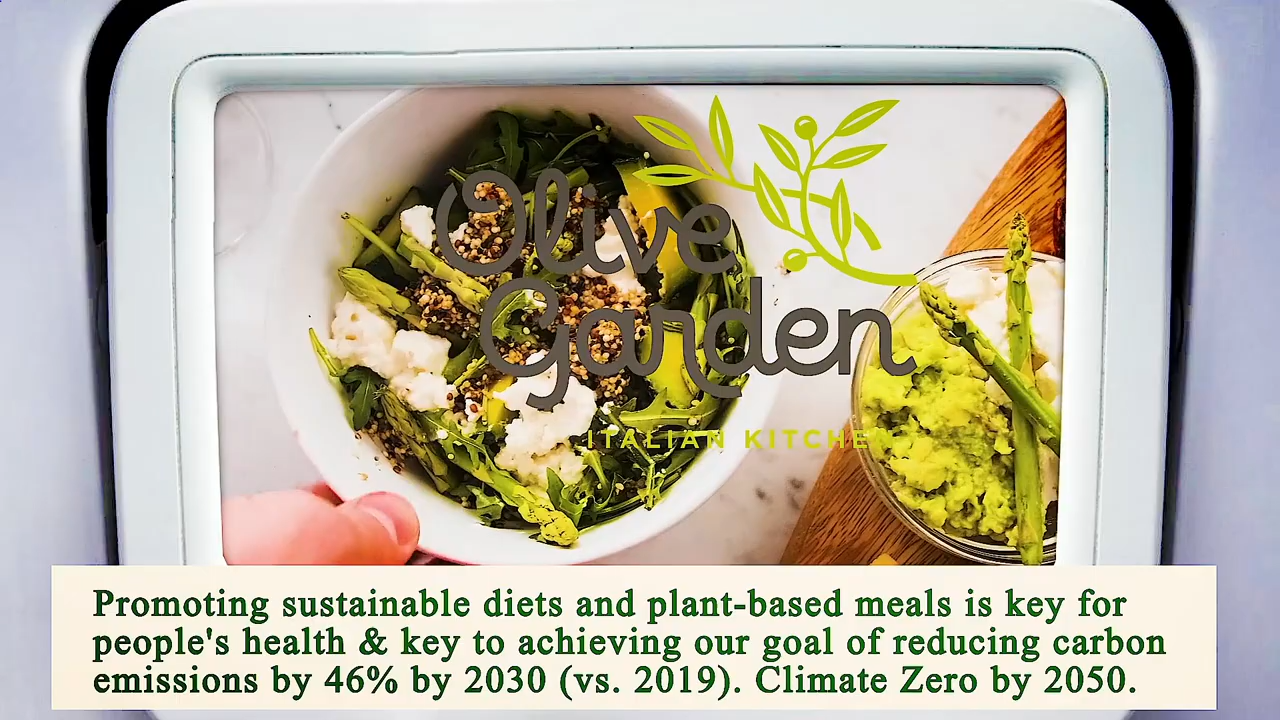 Olive
Garden
ITALIAN KITCHEN
Promoting sustainable diets and plant-based meals is key for
people's health & key to achieving our goal of reducing carbon
emissions by 46% by 2030 (vs. 2019). Climate Zero by 2050.